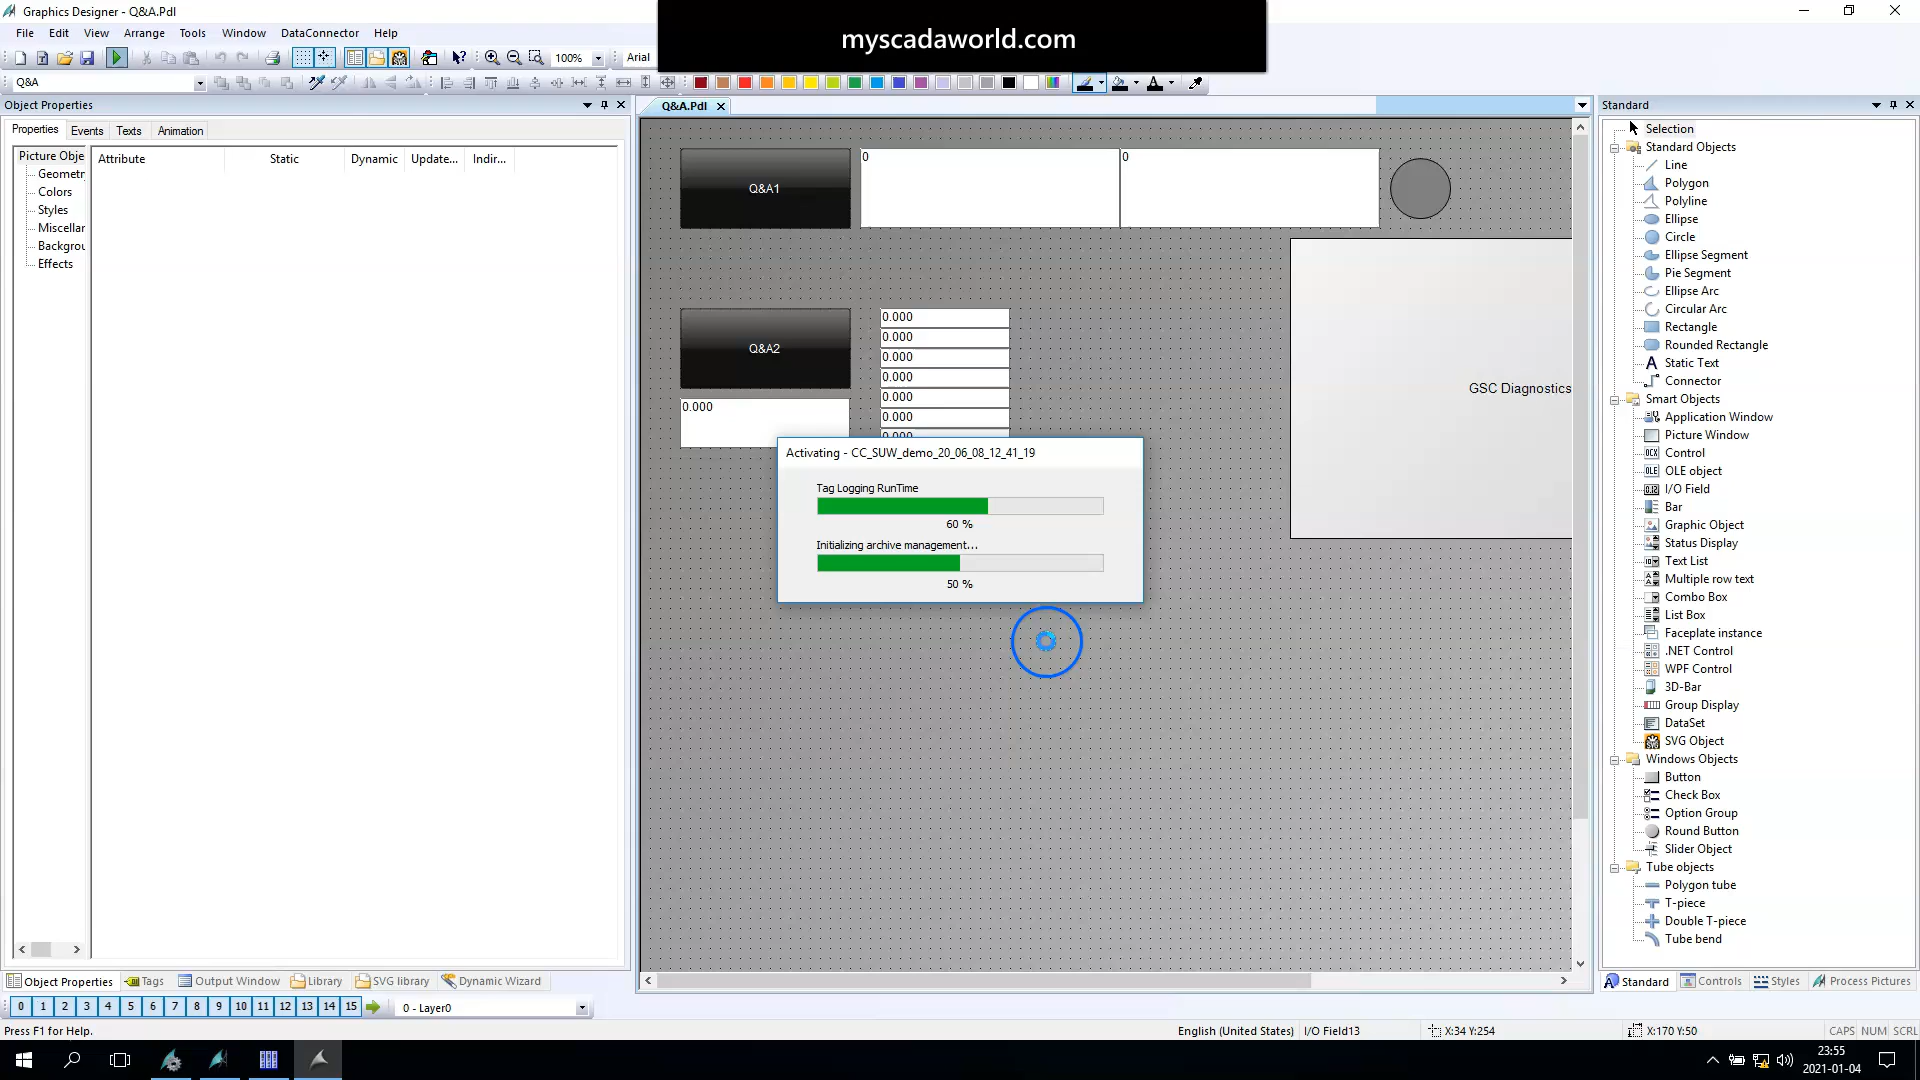 Graphics Designer - Q&A.Pdl
myscadaworld.com
File Edit View Arrange Tools Window DataConnector Help
100% Arial
Q&A
Object Properties
Q&A.Pdl
Standard
Properties Events Texts Animation
Picture Obje
Geometr
Colors
Styles
Miscellar
Backgrou
Effects
Attribute Static Dynamic Update... Indir...
Q&A1
0
0
Q&A2
0.000
0.000
0.000
0.000
0.000
0.000
0.000
0.000
GSC Diagnostics
Activating - CC_SUW_demo_20_06_08_12_41_19
Tag Logging RunTime
60 %
Initializing archive management...
50 %
Selection
Standard Objects
Line
Polygon
Polyline
Ellipse
Circle
Ellipse Segment
Pie Segment
Ellipse Arc
Circular Arc
Rectangle
Rounded Rectangle
Static Text
Connector
Smart Objects
Application Window
Picture Window
Control
OLE object
I/O Field
Bar
Graphic Object
Status Display
Text List
Multiple row text
Combo Box
List Box
Faceplate instance
.NET Control
WPF Control
3D-Bar
Group Display
DataSet
SVG Object
Windows Objects
Button
Check Box
Option Group
Round Button
Slider Object
Tube objects
Polygon tube
T-piece
Double T-piece
Tube bend
Object Properties Tags Output Window Library SVG library Dynamic Wizard
Standard Controls Styles Process Pictures
0 1 2 3 4 5 6 7 8 9 10 11 12 13 14 15
0 - Layer0
Press F1 for Help.
English (United States) I/O Field13 X:34 Y:254 X:170 Y:50 CAPS NUM SCRL
23:55
2021-01-04